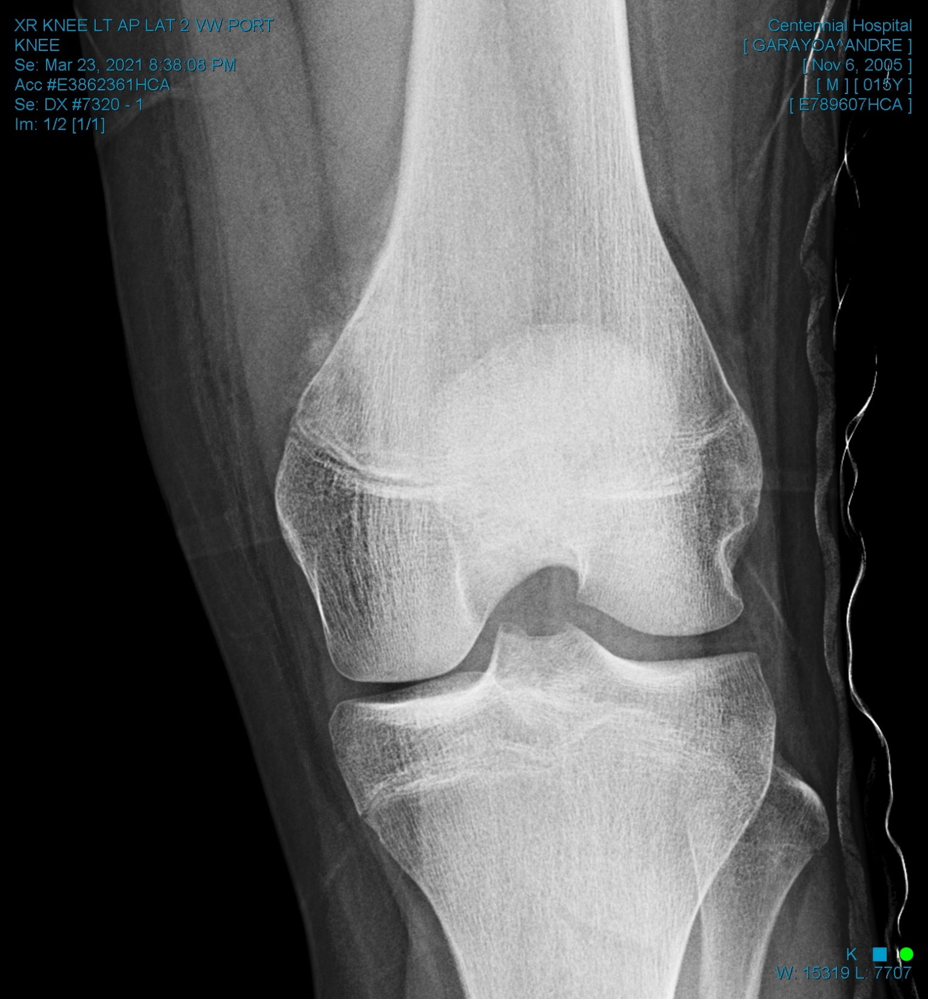 XR KNEE LT AP LAT 2 VW PORT
KNEE
Se: Mar 23, 2021 8:38:08 PM
Acc #E3862361HCA
Se: DX #7320 - 1
Im: 1/2 [1/1]
Centennial Hospital
[ GARAYOA^ANDRE ]
[ Nov 6, 2005 ]
[ M ] [ 015Y ]
[ E789607HCA ]
K
W: 15319 L: 7707